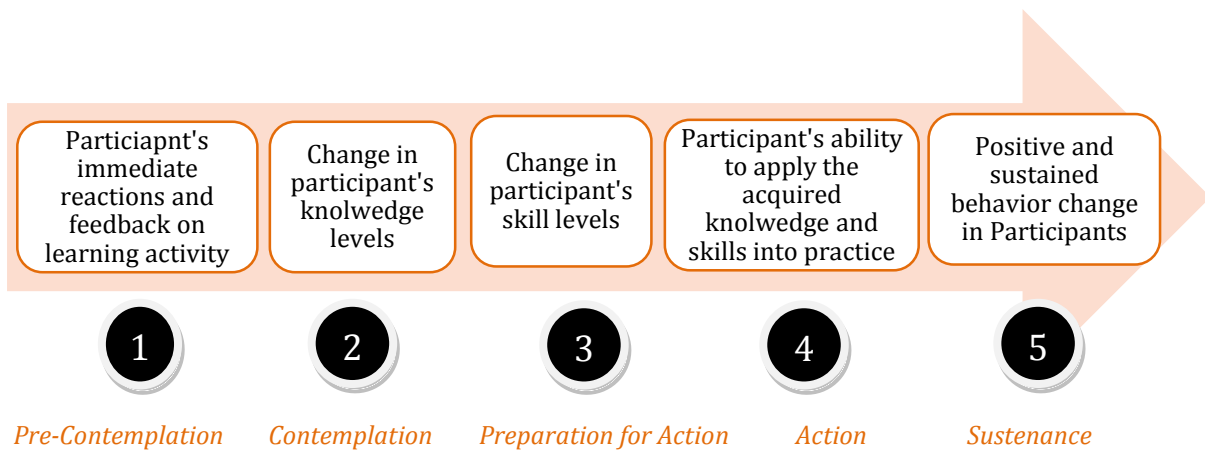 Particiapnt's
immediate
reactions and
feedback on
learning activity
Change in
participant's
knolwedge
levels
Change in
participant's
skill levels
Participant's ability
to apply the
acquired
knolwedge and
skills into practice
Positive and
sustained
behavior change
in Participants
1
2
3
4
5
Pre-Contemplation
Contemplation
Preparation for Action
Action
Sustenance